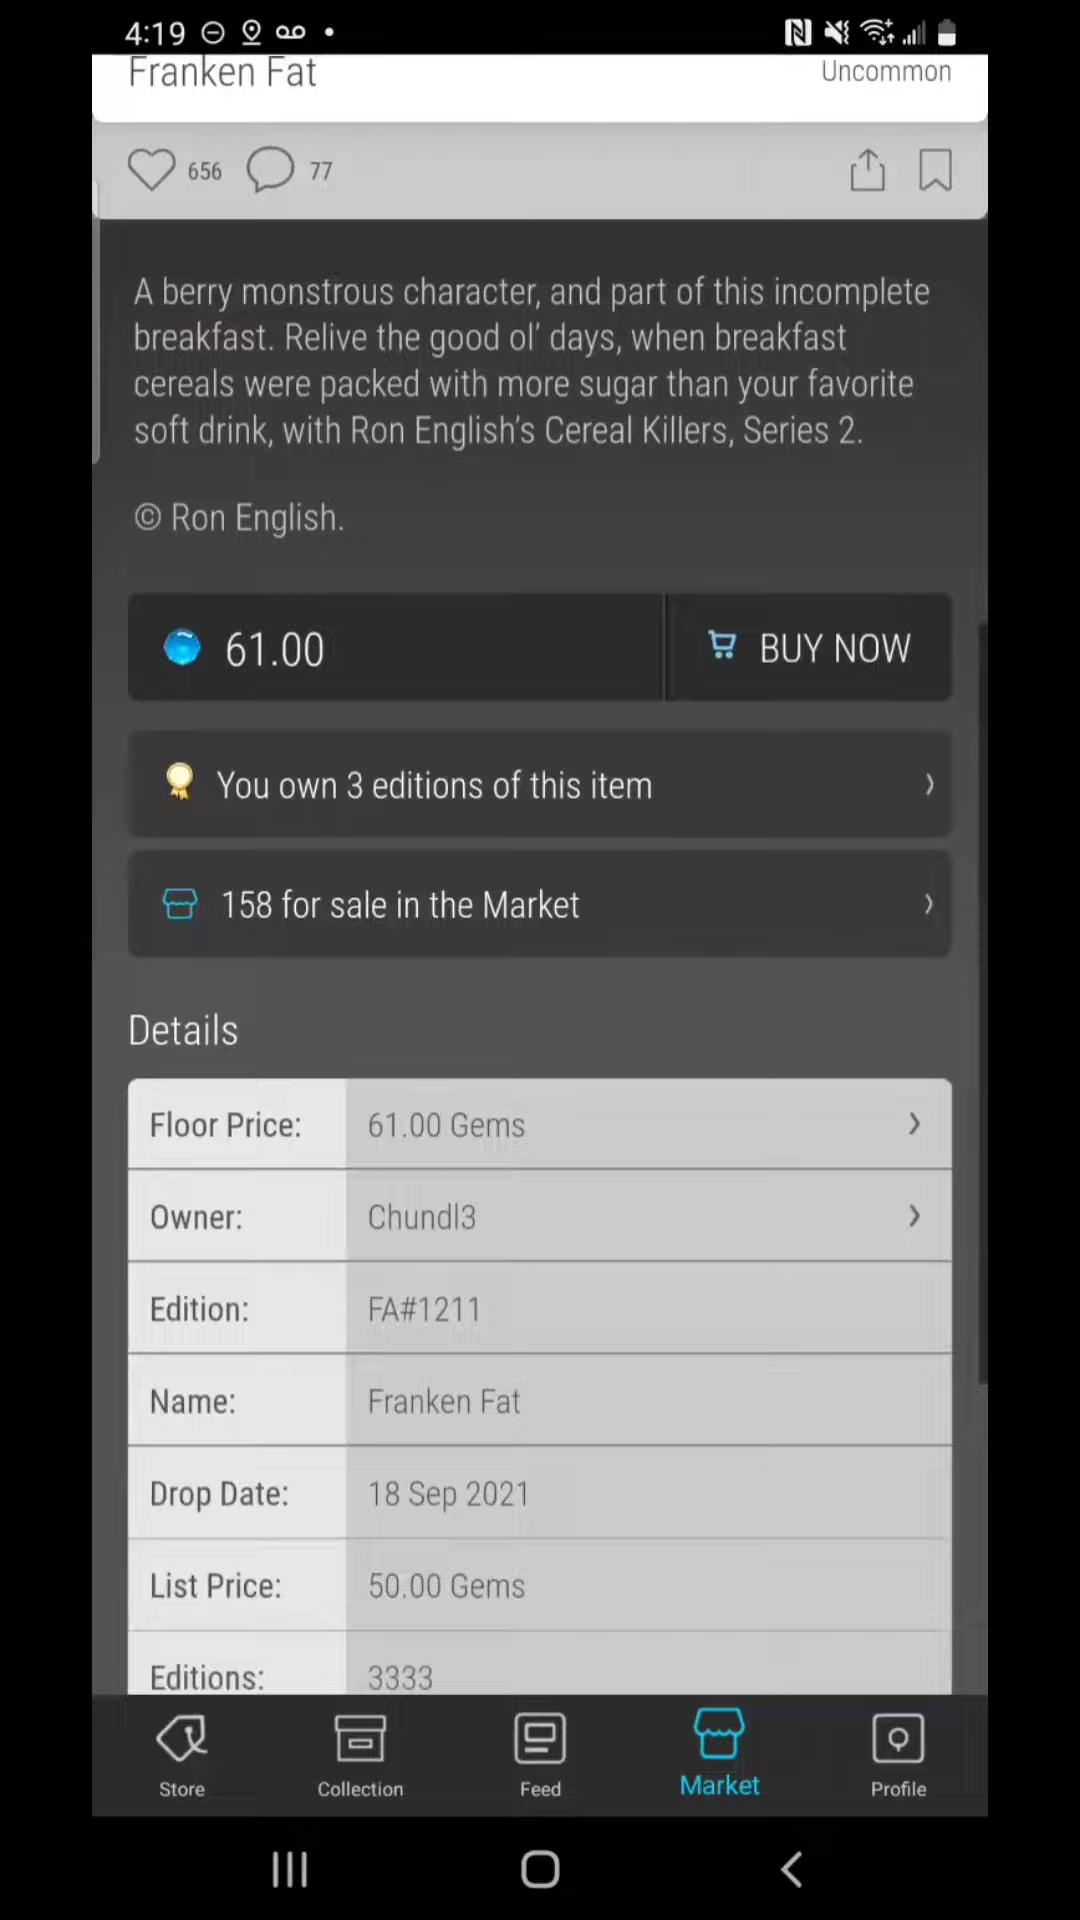 4:19
Franken Fat Uncommon
656 77
A berry monstrous character, and part of this incomplete
breakfast. Relive the good ol' days, when breakfast
cereals were packed with more sugar than your favorite
soft drink, with Ron English's Cereal Killers, Series 2.
© Ron English.
61.00 BUY NOW
You own 3 editions of this item
158 for sale in the Market
Details
Floor Price: 61.00 Gems
Owner: Chundl3
Edition: FA#1211
Name: Franken Fat
Drop Date: 18 Sep 2021
List Price: 50.00 Gems
Editions: 3333
Store Collection Feed Market Profile